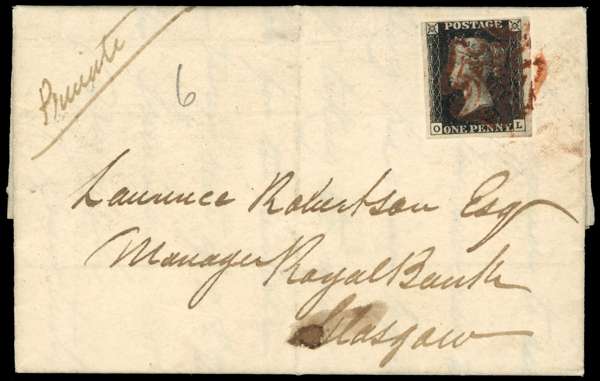 Private
6
POSTAGE
O ONE PENNY L
Laurence Robertson Esq
Manager Royal Bank
Glasgow